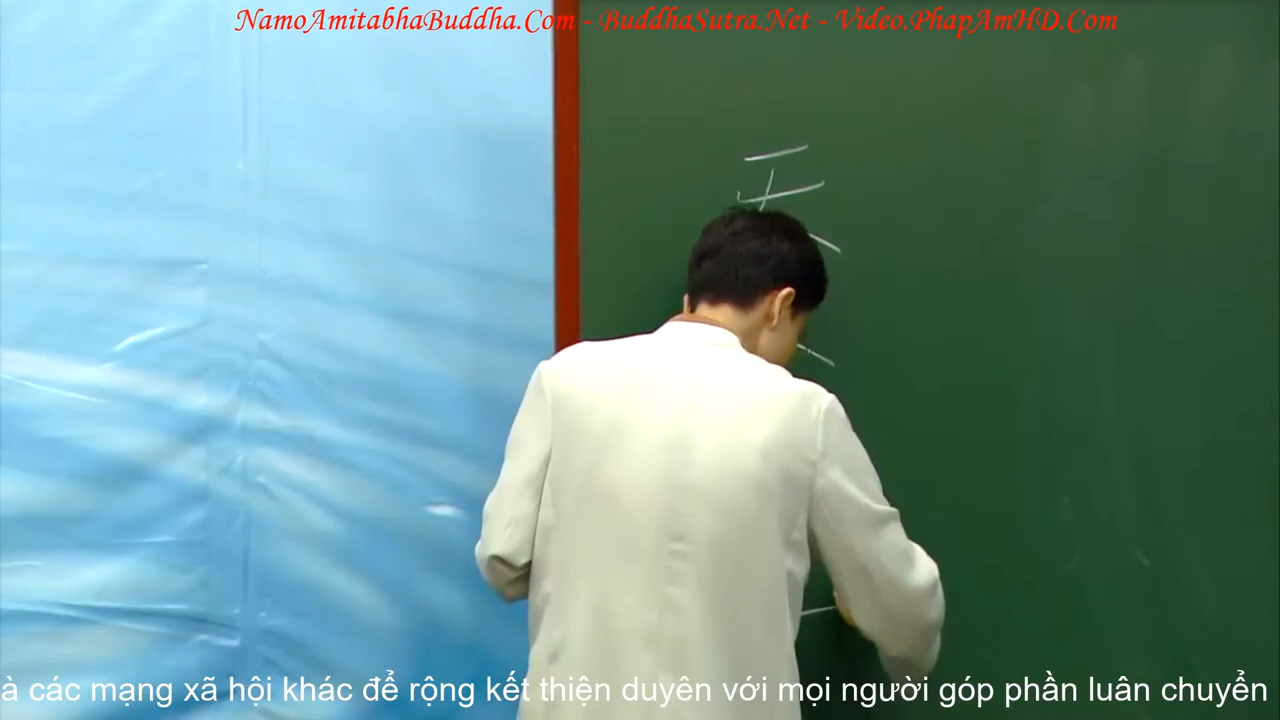 NamoAmitabhaBuddha.Com - BuddhaSutra.Net - Video.PhapAmHD.Com
à các mạng xã hội khác để rộng kết thiện duyên với mọi người góp phần luân chuyển